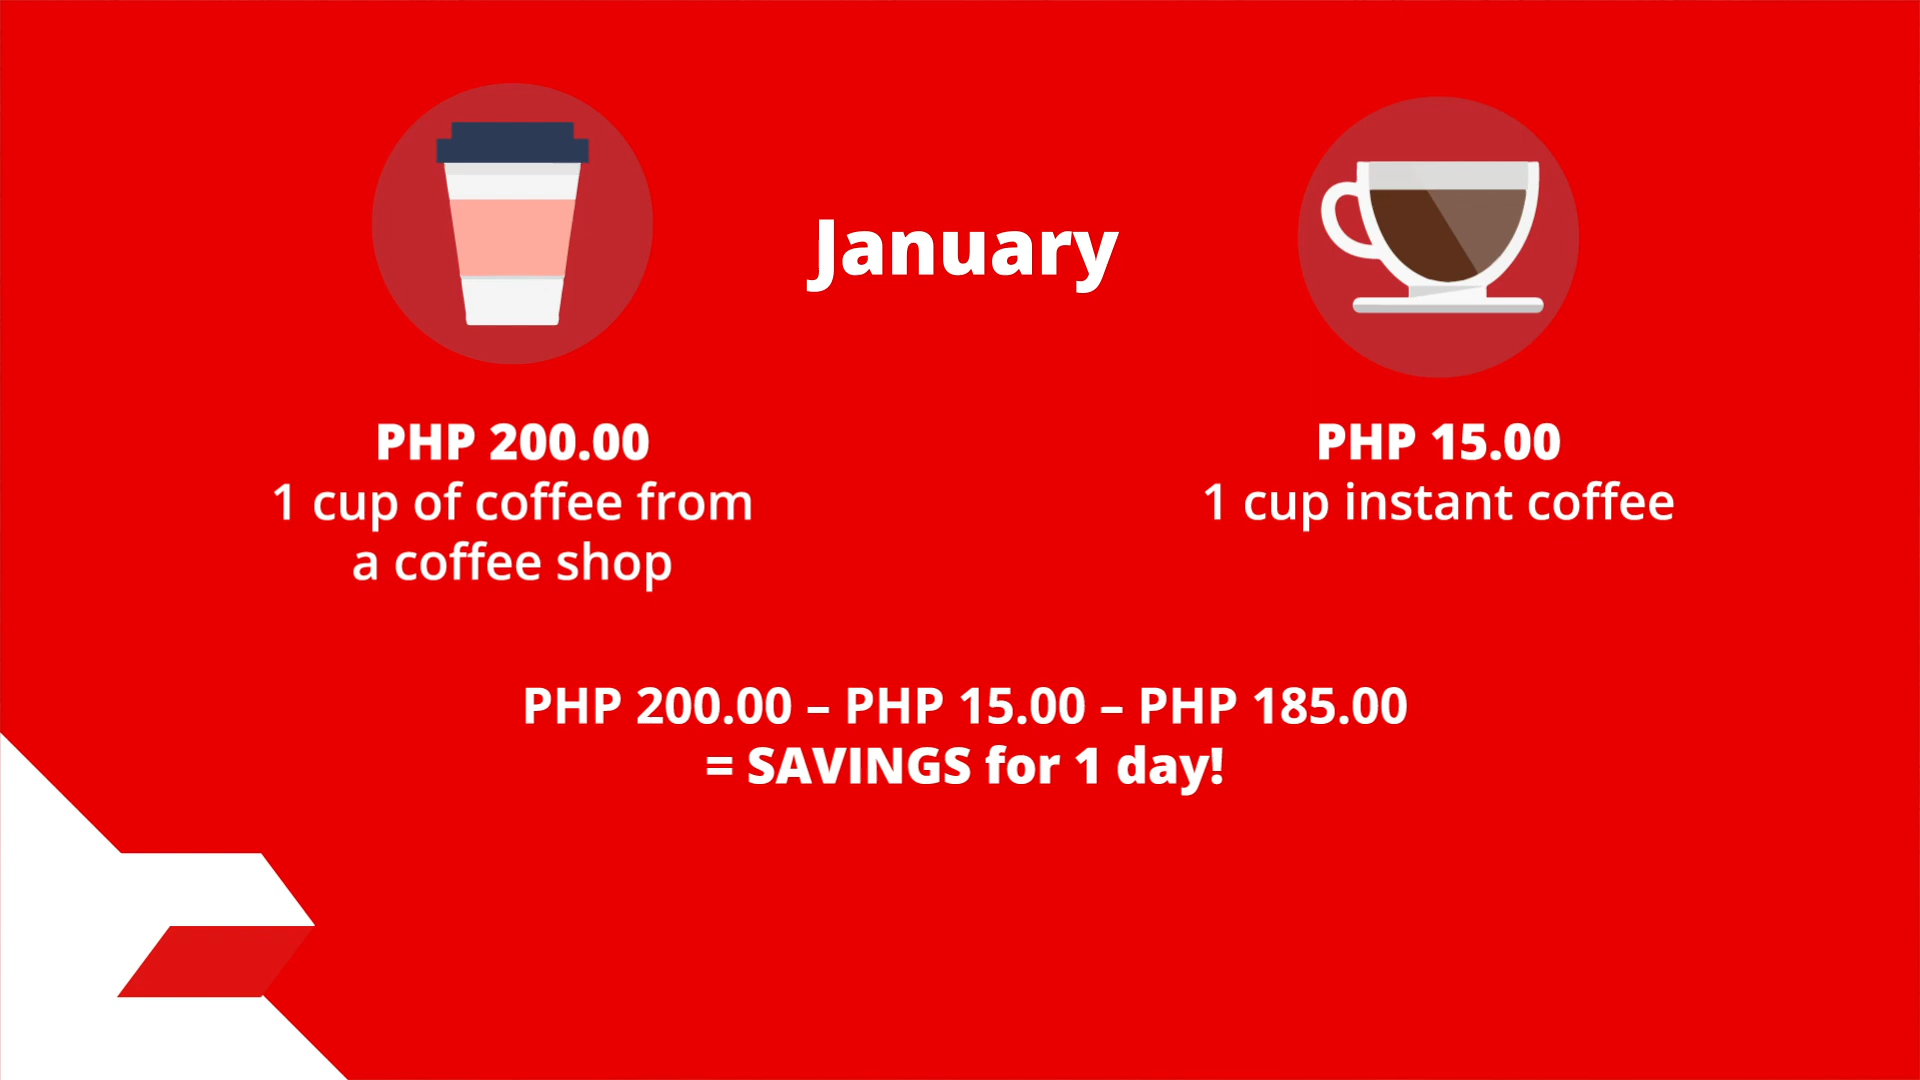 January
PHP 200.00
1 cup of coffee from
a coffee shop
PHP 15.00
1 cup instant coffee
PHP 200.00 – PHP 15.00 – PHP 185.00
= SAVINGS for 1 day!